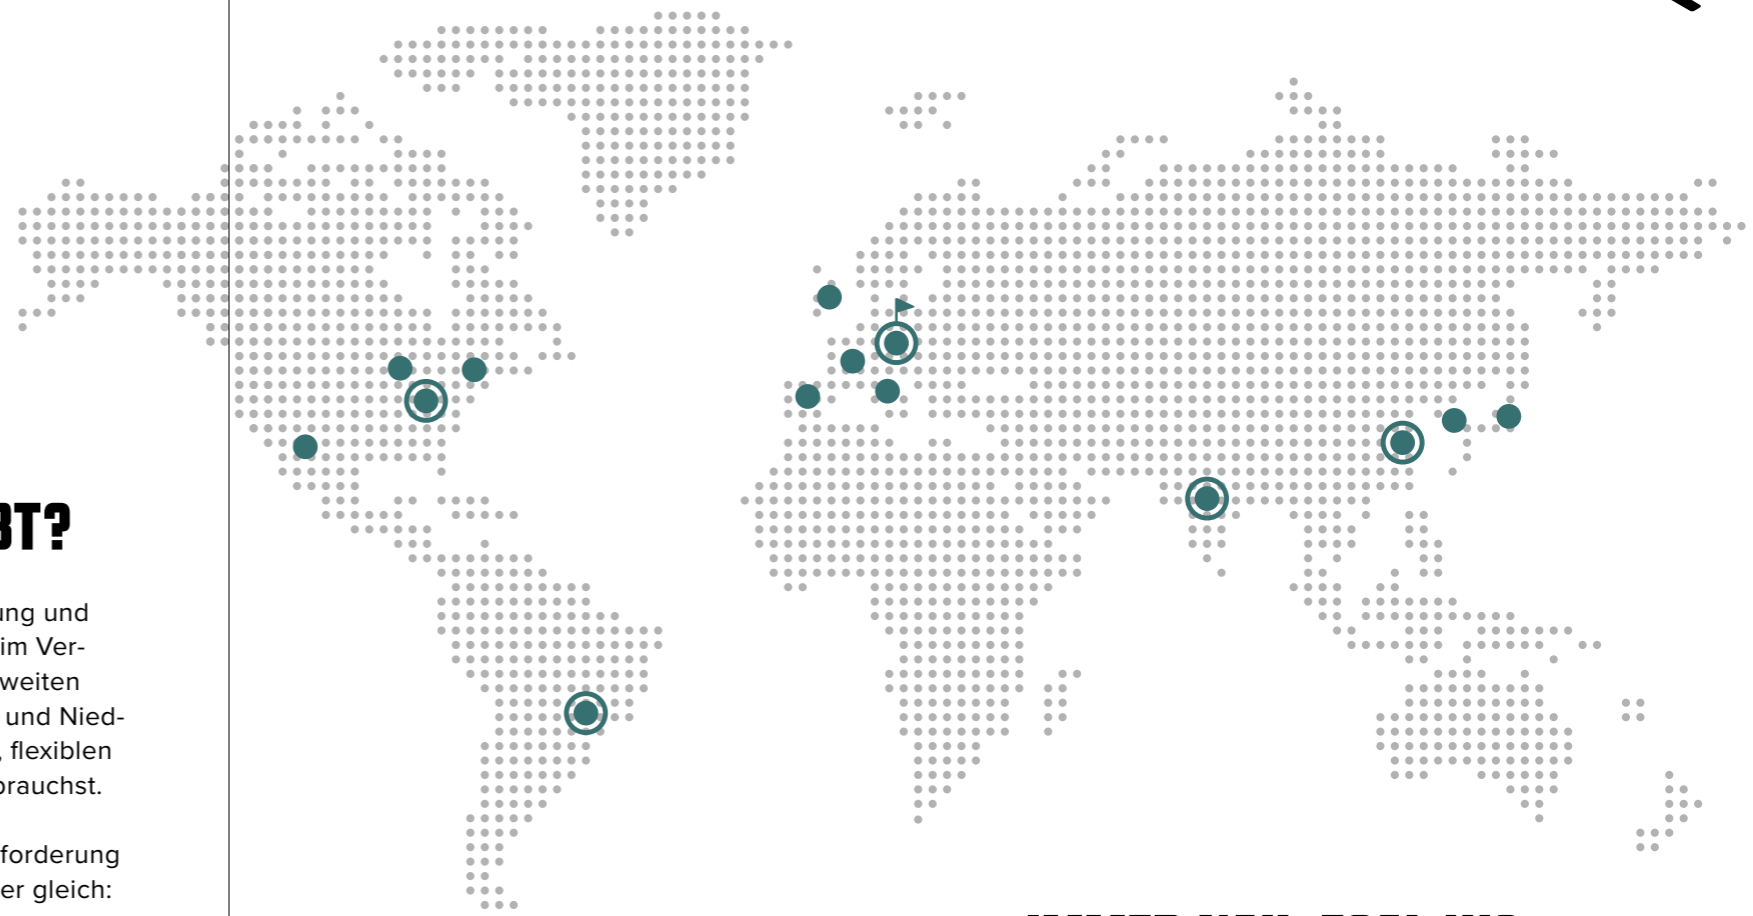 BT?
ung und
im Ver-
weiten
und Nied-
, flexiblen
brauchst.
forderung
er gleich: